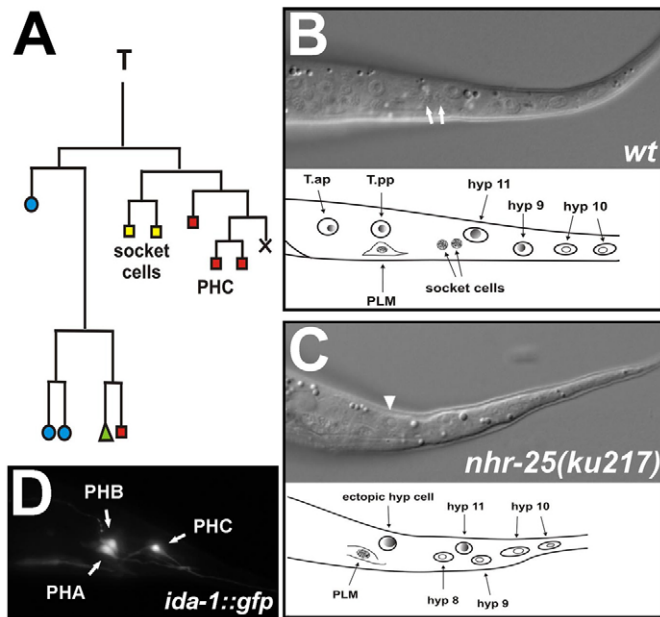 A
T
socket
cells
PHC
X
B
wt
T.ap
T.pp
hyp 11
hyp 9
hyp 10
PLM
socket cells
C
nhr-25(ku217)
ectopic hyp cell
hyp 11
hyp 10
PLM
hyp 8
hyp 9
D
PHB
PHC
PHA
ida-1::gfp